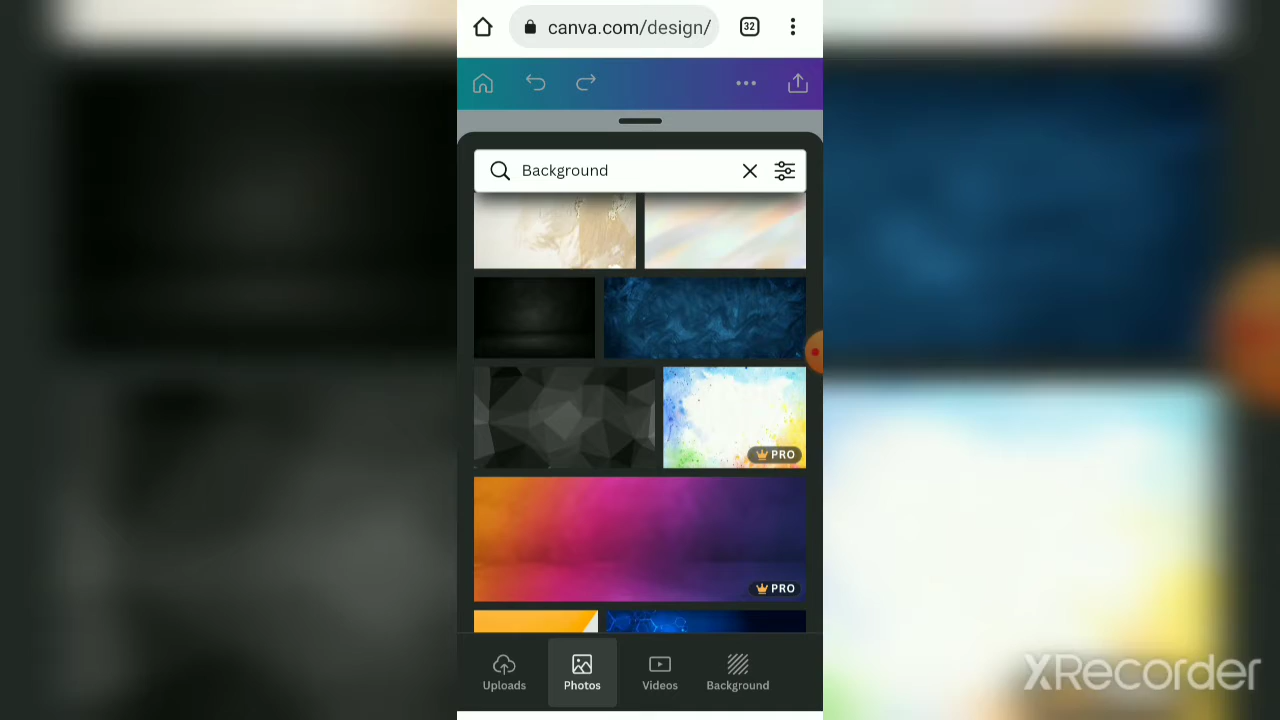 canva.com/design/
32
Background
PRO
PRO
Uploads
Photos
Videos
Background
XRecorder